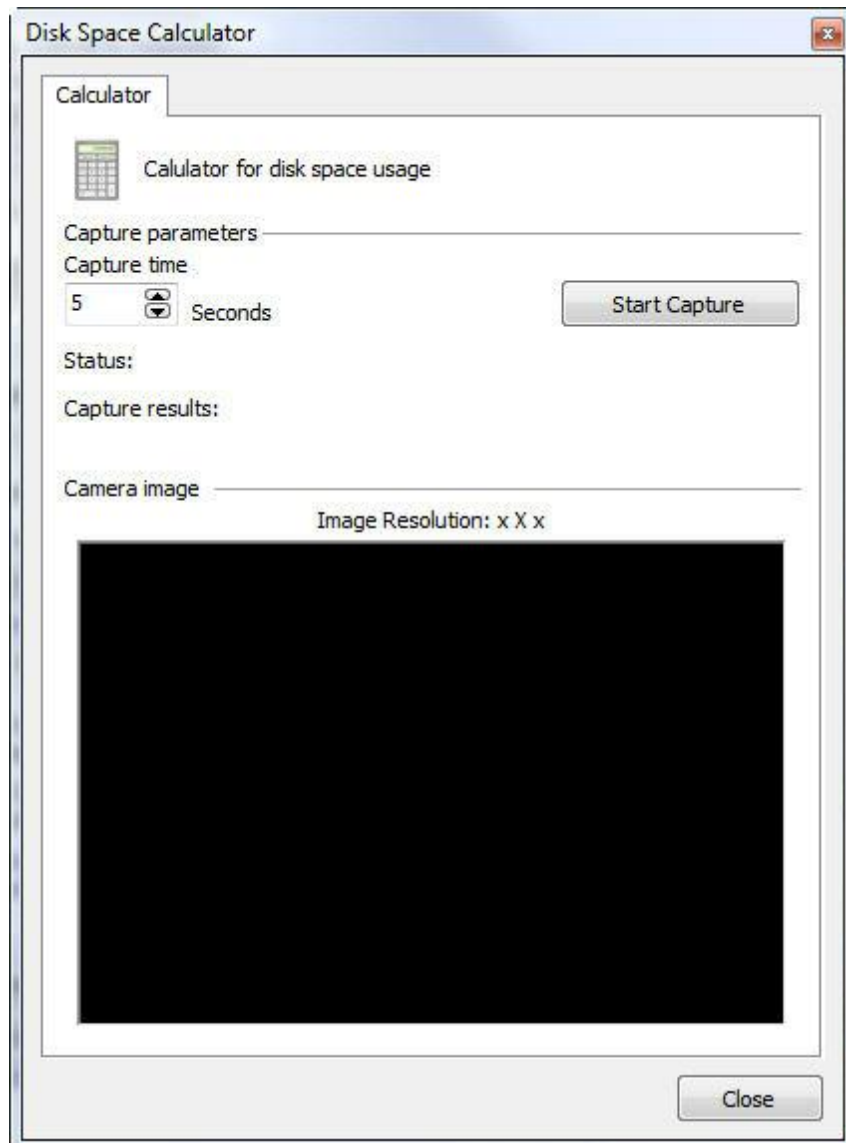 Disk Space Calculator
Calculator
Calulator for disk space usage
Capture parameters
Capture time
5 Seconds Start Capture
Status:
Capture results:
Camera image
Image Resolution: x X x
Close